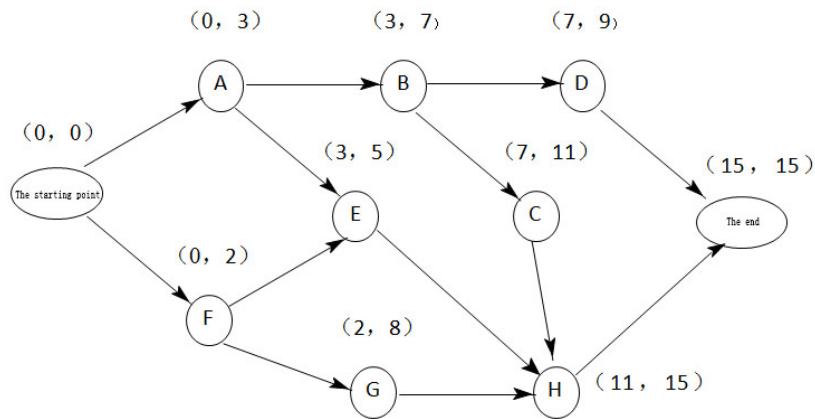 (0, 3)
(3, 7)
(7, 9)
A
B
D
(0, 0)
(3, 5)
(7, 11)
(15, 15)
The starting point
E
C
The end
(0, 2)
F
(2, 8)
G
H
(11, 15)